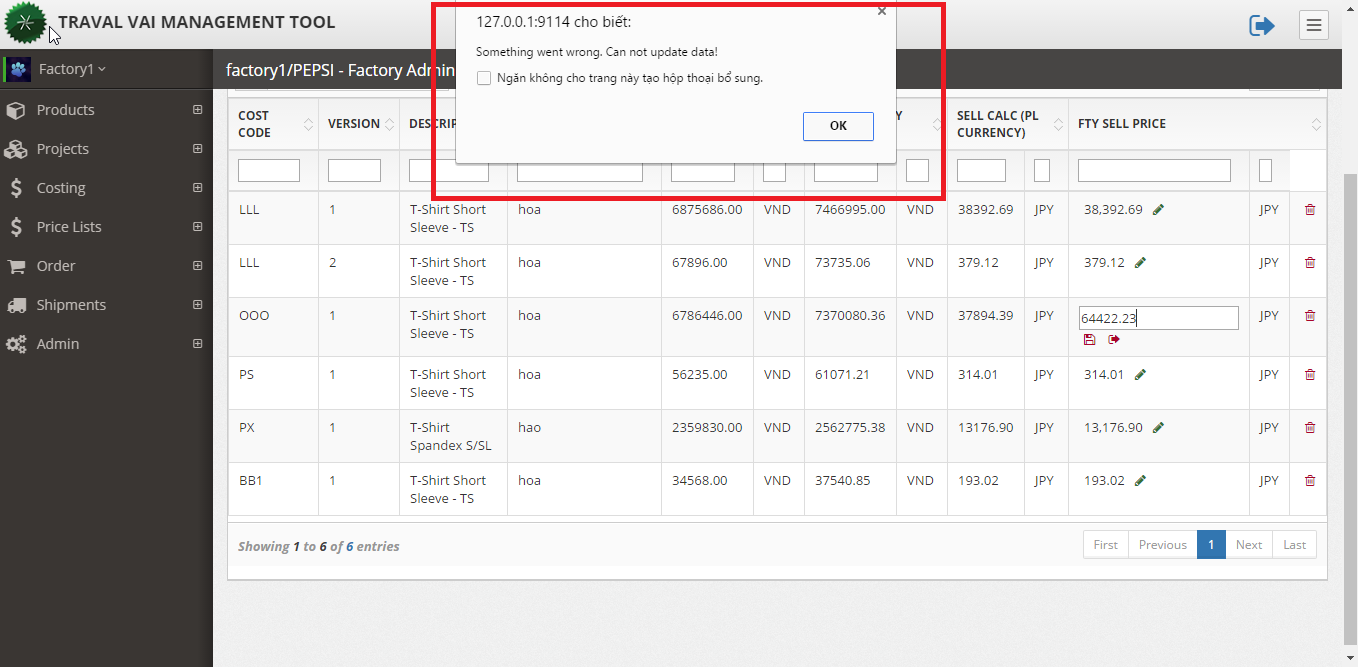 TRAVAL VAI MANAGEMENT TOOL
127.0.0.1:9114 cho biết:
Something went wrong. Can not update data!
Ngăn không cho trang này tạo hộp thoại bổ sung.
OK
Factory1
factory1/PEPSI - Factory Admin
Products
Projects
Costing
Price Lists
Order
Shipments
Admin
COST CODE VERSION SELL CALC (PL CURRENCY) FTY SELL PRICE
LLL 1 T-Shirt Short Sleeve - TS hoa 6875686.00 VND 7466995.00 VND 38392.69 JPY 38,392.69 JPY
LLL 2 T-Shirt Short Sleeve - TS hoa 67896.00 VND 73735.06 VND 379.12 JPY 379.12 JPY
OOO 1 T-Shirt Short Sleeve - TS hoa 6786446.00 VND 7370080.36 VND 37894.39 JPY 64422.23 JPY
PS 1 T-Shirt Short Sleeve - TS hoa 56235.00 VND 61071.21 VND 314.01 JPY 314.01 JPY
PX 1 T-Shirt Spandex S/SL hao 2359830.00 VND 2562775.38 VND 13176.90 JPY 13,176.90 JPY
BB1 1 T-Shirt Short Sleeve - TS hoa 34568.00 VND 37540.85 VND 193.02 JPY 193.02 JPY
Showing 1 to 6 of 6 entries
First Previous 1 Next Last